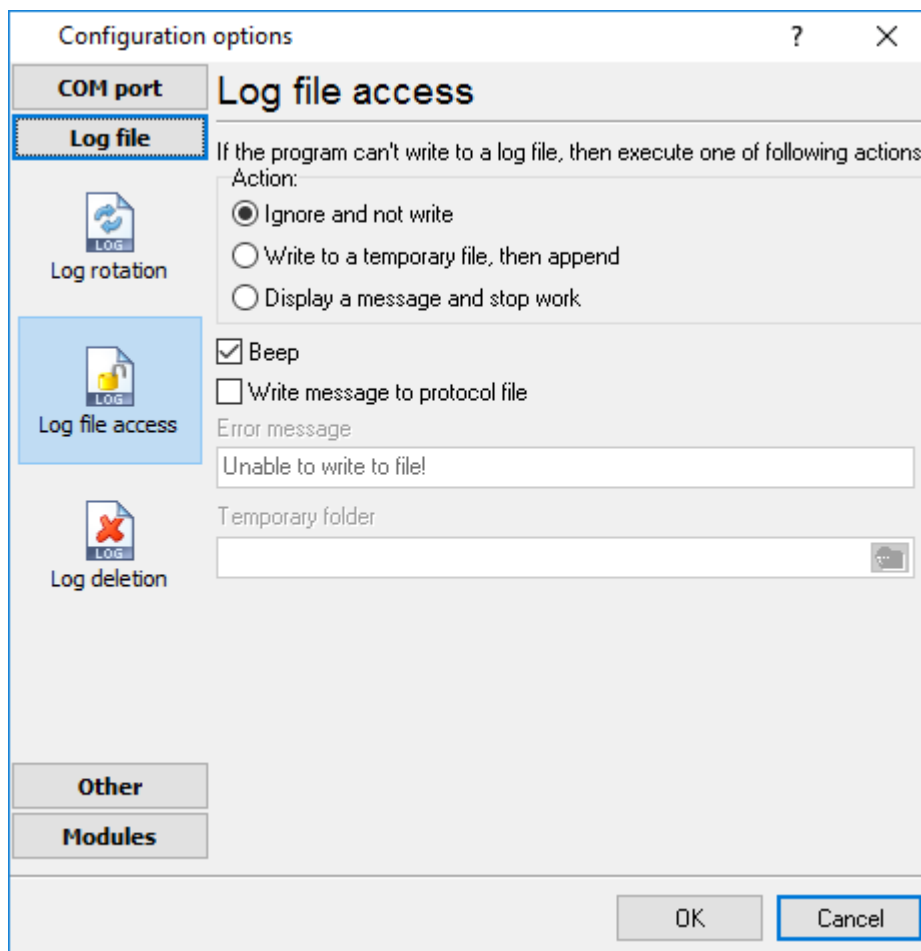 Configuration options
?
COM port
Log file
LOG
Log rotation
LOG
Log file access
LOG
Log deletion
Other
Modules
Log file access
If the program can't write to a log file, then execute one of following actions
Action:
Ignore and not write
Write to a temporary file, then append
Display a message and stop work
Beep
Write message to protocol file
Error message
Unable to write to file!
Temporary folder
OK
Cancel